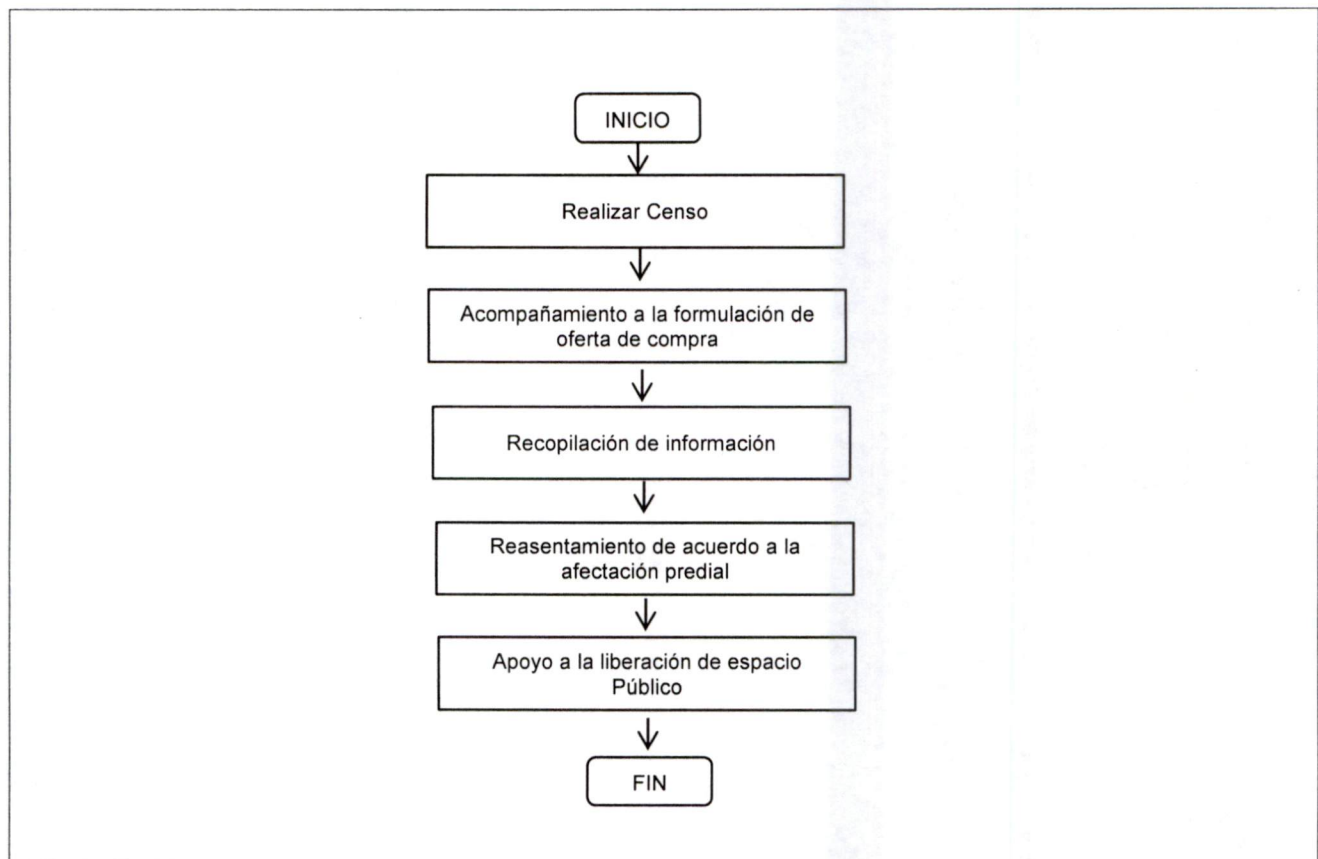 INICIO
Realizar Censo
Acompañamiento a la formulación de
oferta de compra
Recopilación de información
Reasentamiento de acuerdo a la
afectación predial
Apoyo a la liberación de espacio
Público
FIN